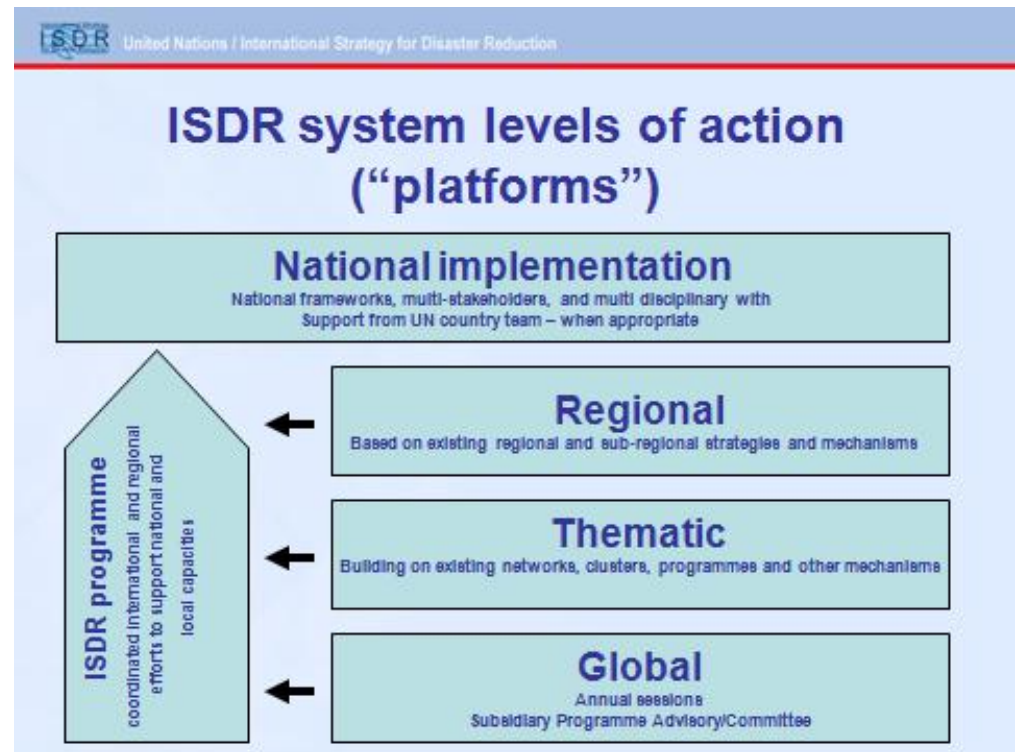 ISDR United Nations / International Strategy for Disaster Reduction
ISDR system levels of action
(“platforms”)
National implementation
National frameworks, multi-stakeholders, and multi disciplinary with
Support from UN country team – when appropriate
ISDR programme
coordinated international and regional
efforts to support national and
local capacities
Regional
Based on existing regional and sub-regional strategies and mechanisms
Thematic
Building on existing networks, clusters, programmes and other mechanisms
Global
Annual sessions
Subsidiary Programme Advisory/Committee